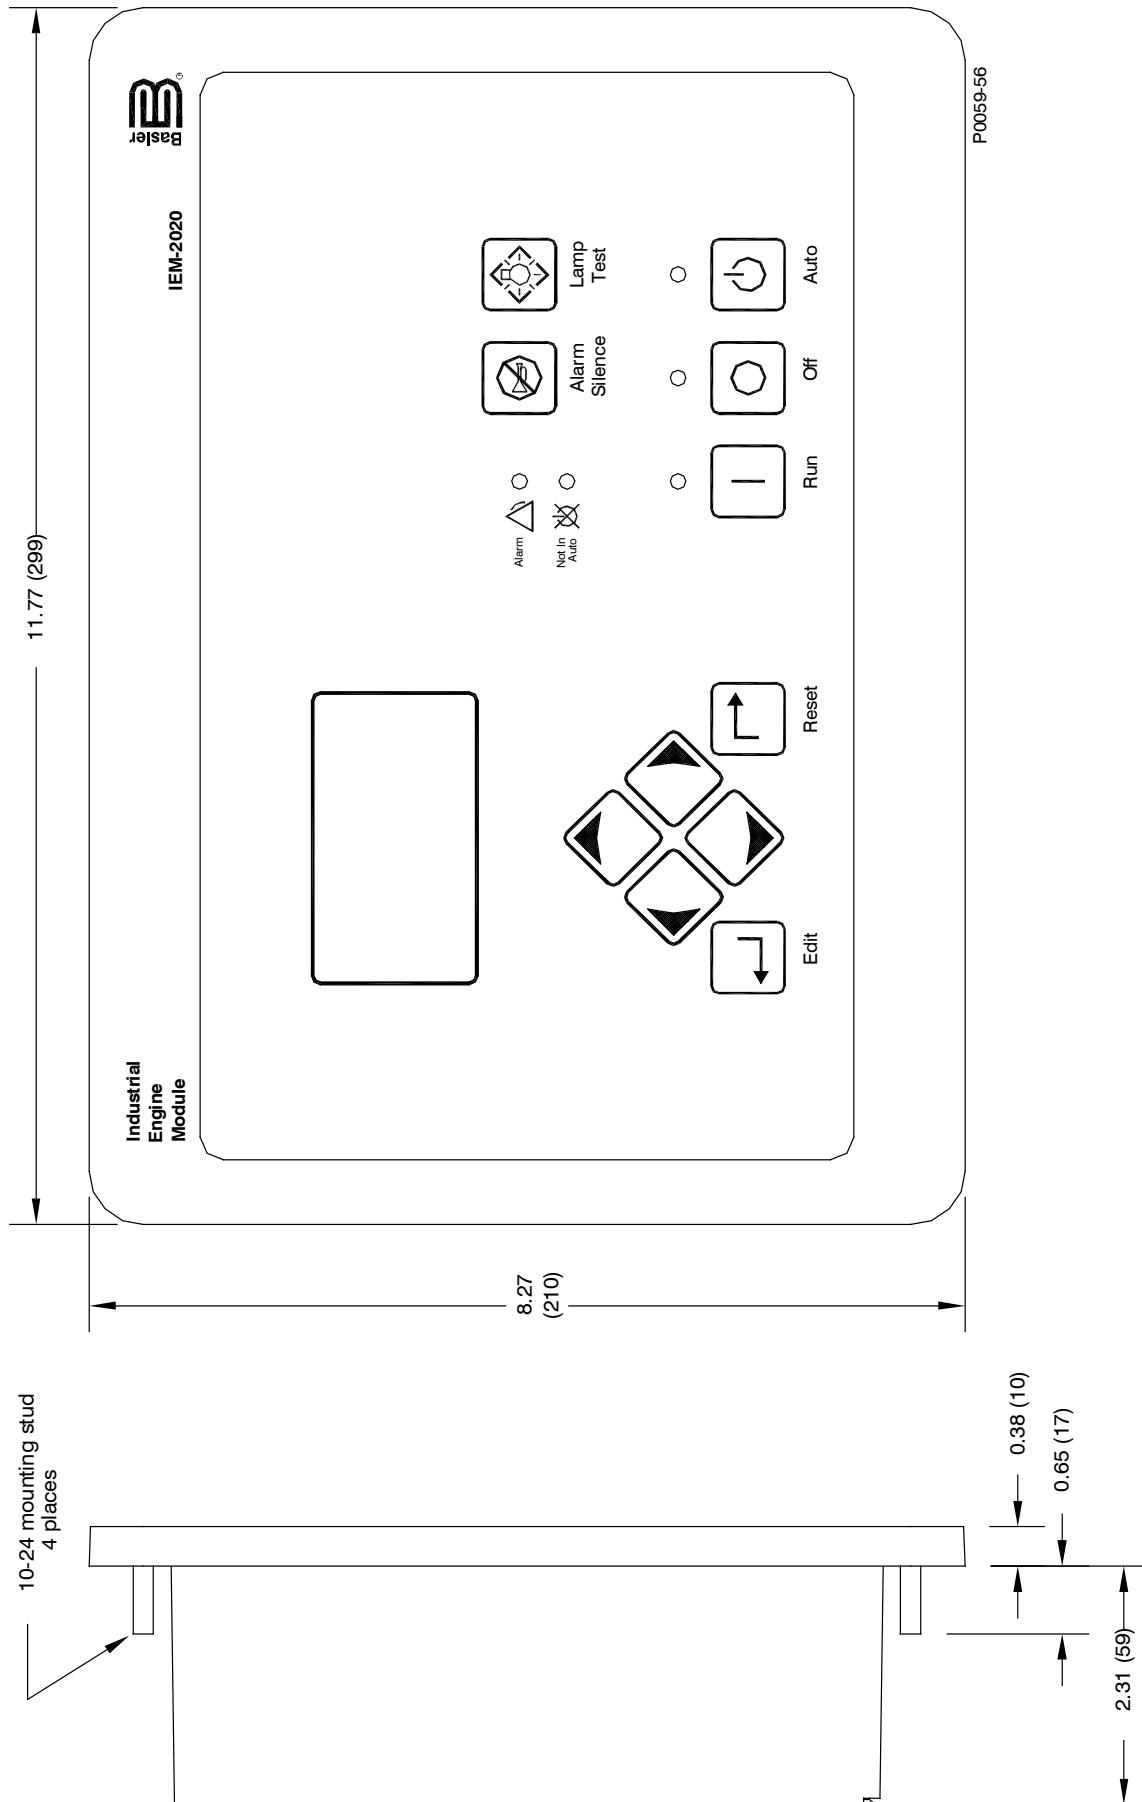 11.77 (299)
Industrial
Engine
Module
IEM-2020
Basler
®
Alarm
Not In
Auto
Alarm
Silence
Lamp
Test
Edit
Reset
Run
Off
Auto
P0059-56
8.27
(210)
10-24 mounting stud
4 places
0.38 (10)
0.65 (17)
2.31 (59)